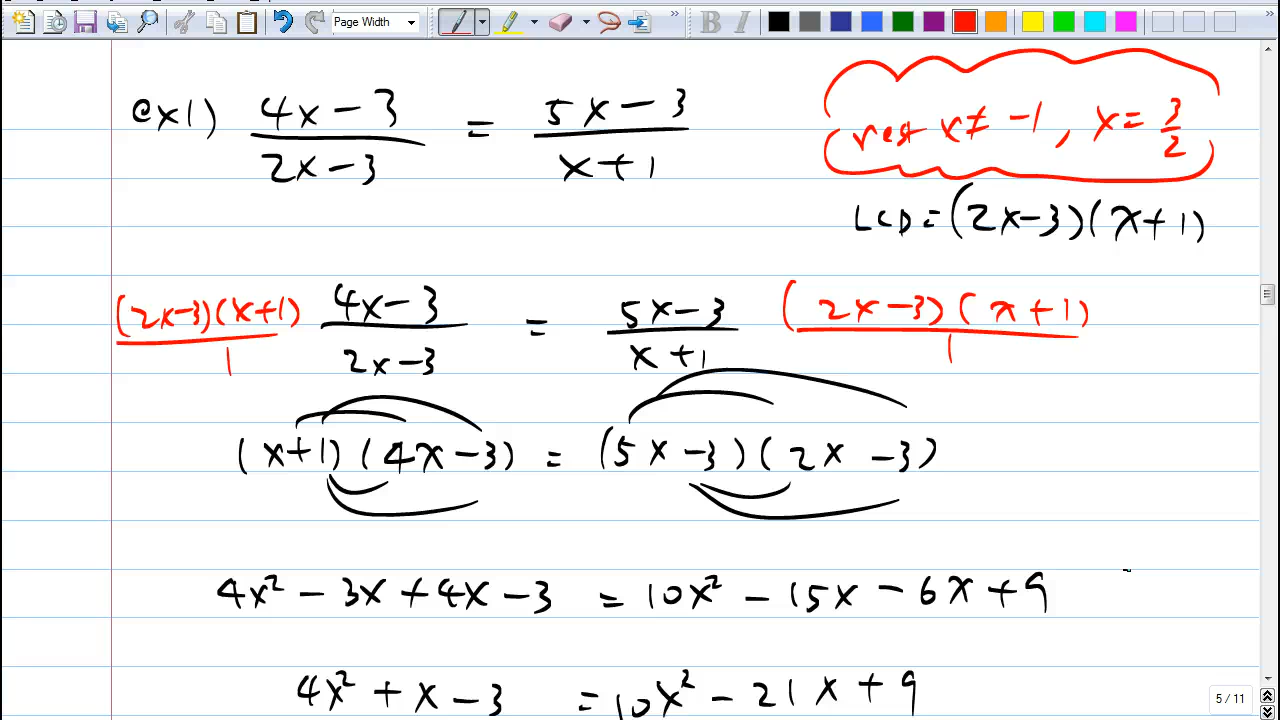 Page Width
ex1) (4x - 3)/(2x - 3) = (5x - 3)/(x + 1)
rest x ≠ -1, x = 3/2
LCD = (2x-3)(x+1)
(2x-3)(x+1)/1 (4x - 3)/(2x - 3) = (5x - 3)/(x + 1) (2x-3)(x+1)/1
(x+1)(4x-3) = (5x-3)(2x-3)
4x² - 3x + 4x - 3 = 10x² - 15x - 6x + 9
4x² + x - 3 = 10x² - 21x + 9
5 / 11